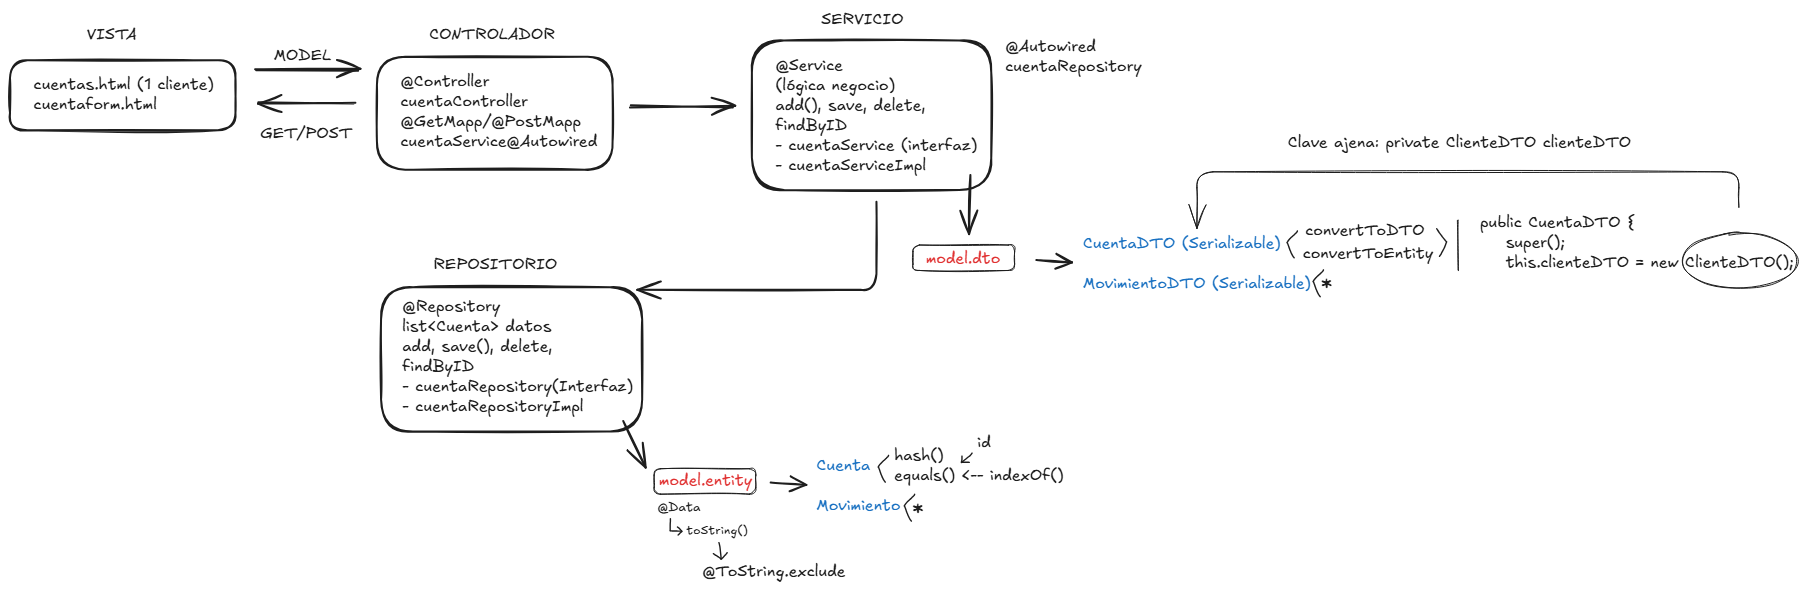 VISTA
cuentas.html (1 cliente)
cuentaform.html
MODEL
GET/POST
CONTROLADOR
@Controller
cuentaController
@GetMapp/@PostMapp
cuentaService@Autowired
SERVICIO
@Service
(lógica negocio)
add(), save, delete,
findByID
- cuentaService (interfaz)
- cuentaServiceImpl
@Autowired
cuentaRepository
Clave ajena: private ClienteDTO clienteDTO
model.dto
CuentaDTO (Serializable)
convertToDTO
convertToEntity
MovimientoDTO (Serializable)
*
public CuentaDTO {
super();
this.clienteDTO = new ClienteDTO();
REPOSITORIO
@Repository
list<Cuenta> datos
add, save(), delete,
findByID
- cuentaRepository(Interfaz)
- cuentaRepositoryImpl
model.entity
@Data
toString()
@ToString.exclude
Cuenta
hash()
id
equals() <-- indexOf()
Movimiento
*